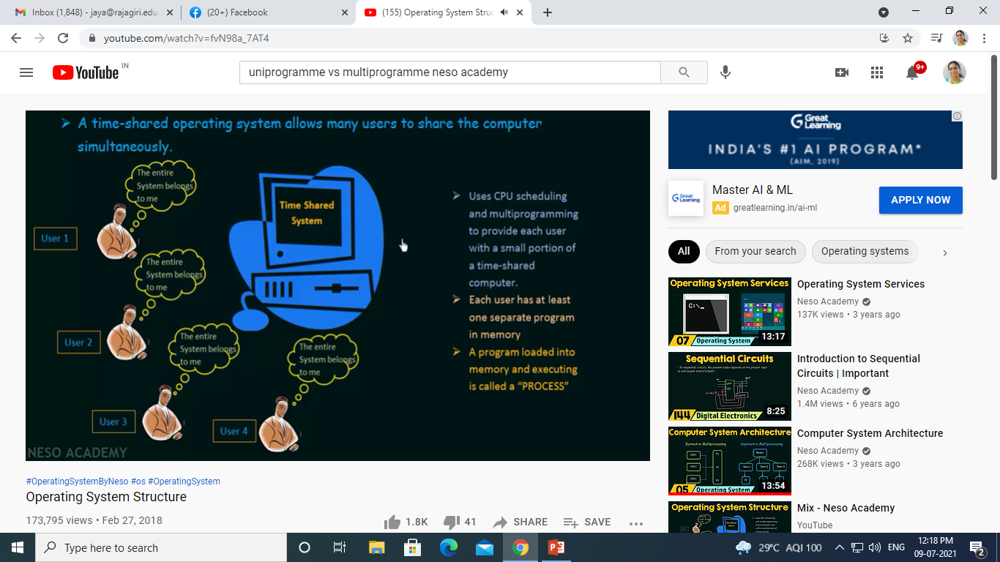 Inbox (1,848) - jaya@rajagiri.edu
(20+) Facebook
(155) Operating System Struc
youtube.com/watch?v=fvN98a_7AT4
YouTube IN
uniprogramme vs multiprogramme neso academy
9+
➢ A time-shared operating system allows many users to share the computer
simultaneously.
The entire
System belongs
to me
User 1
The entire
System belongs
to me
User 2
The entire
System belongs
to me
User 3
The entire
System belongs
to me
User 4
Time Shared
System
➢ Uses CPU scheduling
and multiprogramming
to provide each user
with a small portion of
a time-shared
computer.
➢ Each user has at least
one separate program
in memory
➢ A program loaded into
memory and executing
is called a “PROCESS”
NESO ACADEMY
#OperatingSystemByNeso #os #OperatingSystem
Operating System Structure
173,795 views • Feb 27, 2018
1.8K
41
SHARE
SAVE
Great
Learning
INDIA'S #1 AI PROGRAM*
(AIM, 2019)
Great
Learning
Master AI & ML
Ad greatlearning.in/ai-ml
APPLY NOW
All
From your search
Operating systems
Operating System Services
C:\_
07 Operating System
13:17
Operating System Services
Neso Academy
137K views • 3 years ago
Sequential Circuits
144 Digital Electronics
8:25
Introduction to Sequential
Circuits | Important
Neso Academy
1.4M views • 6 years ago
Computer System Architecture
Symmetric Multiprocessing
Asymmetric Multiprocessing
05 Operating System
13:54
Computer System Architecture
Neso Academy
268K views • 3 years ago
Operating System Structure
Mix - Neso Academy
YouTube
Type here to search
29°C AQI 100
ENG
12:18 PM
09-07-2021
2